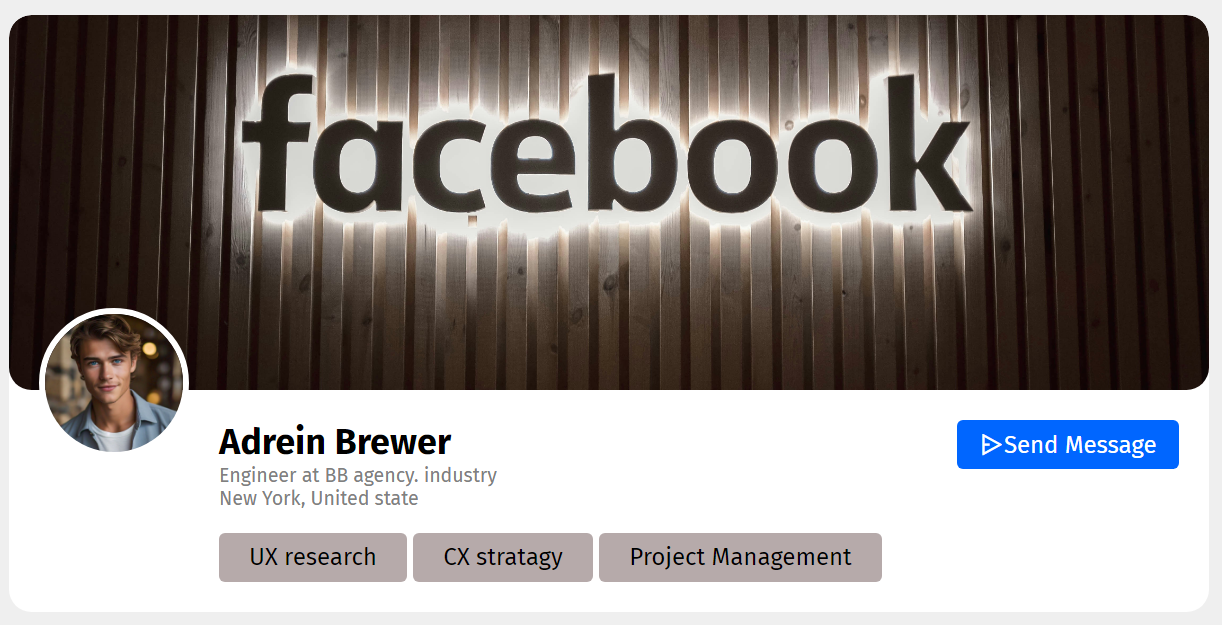 facebook
Adrein Brewer
Engineer at BB agency. industry
New York, United state
Send Message
UX research
CX stratagy
Project Management